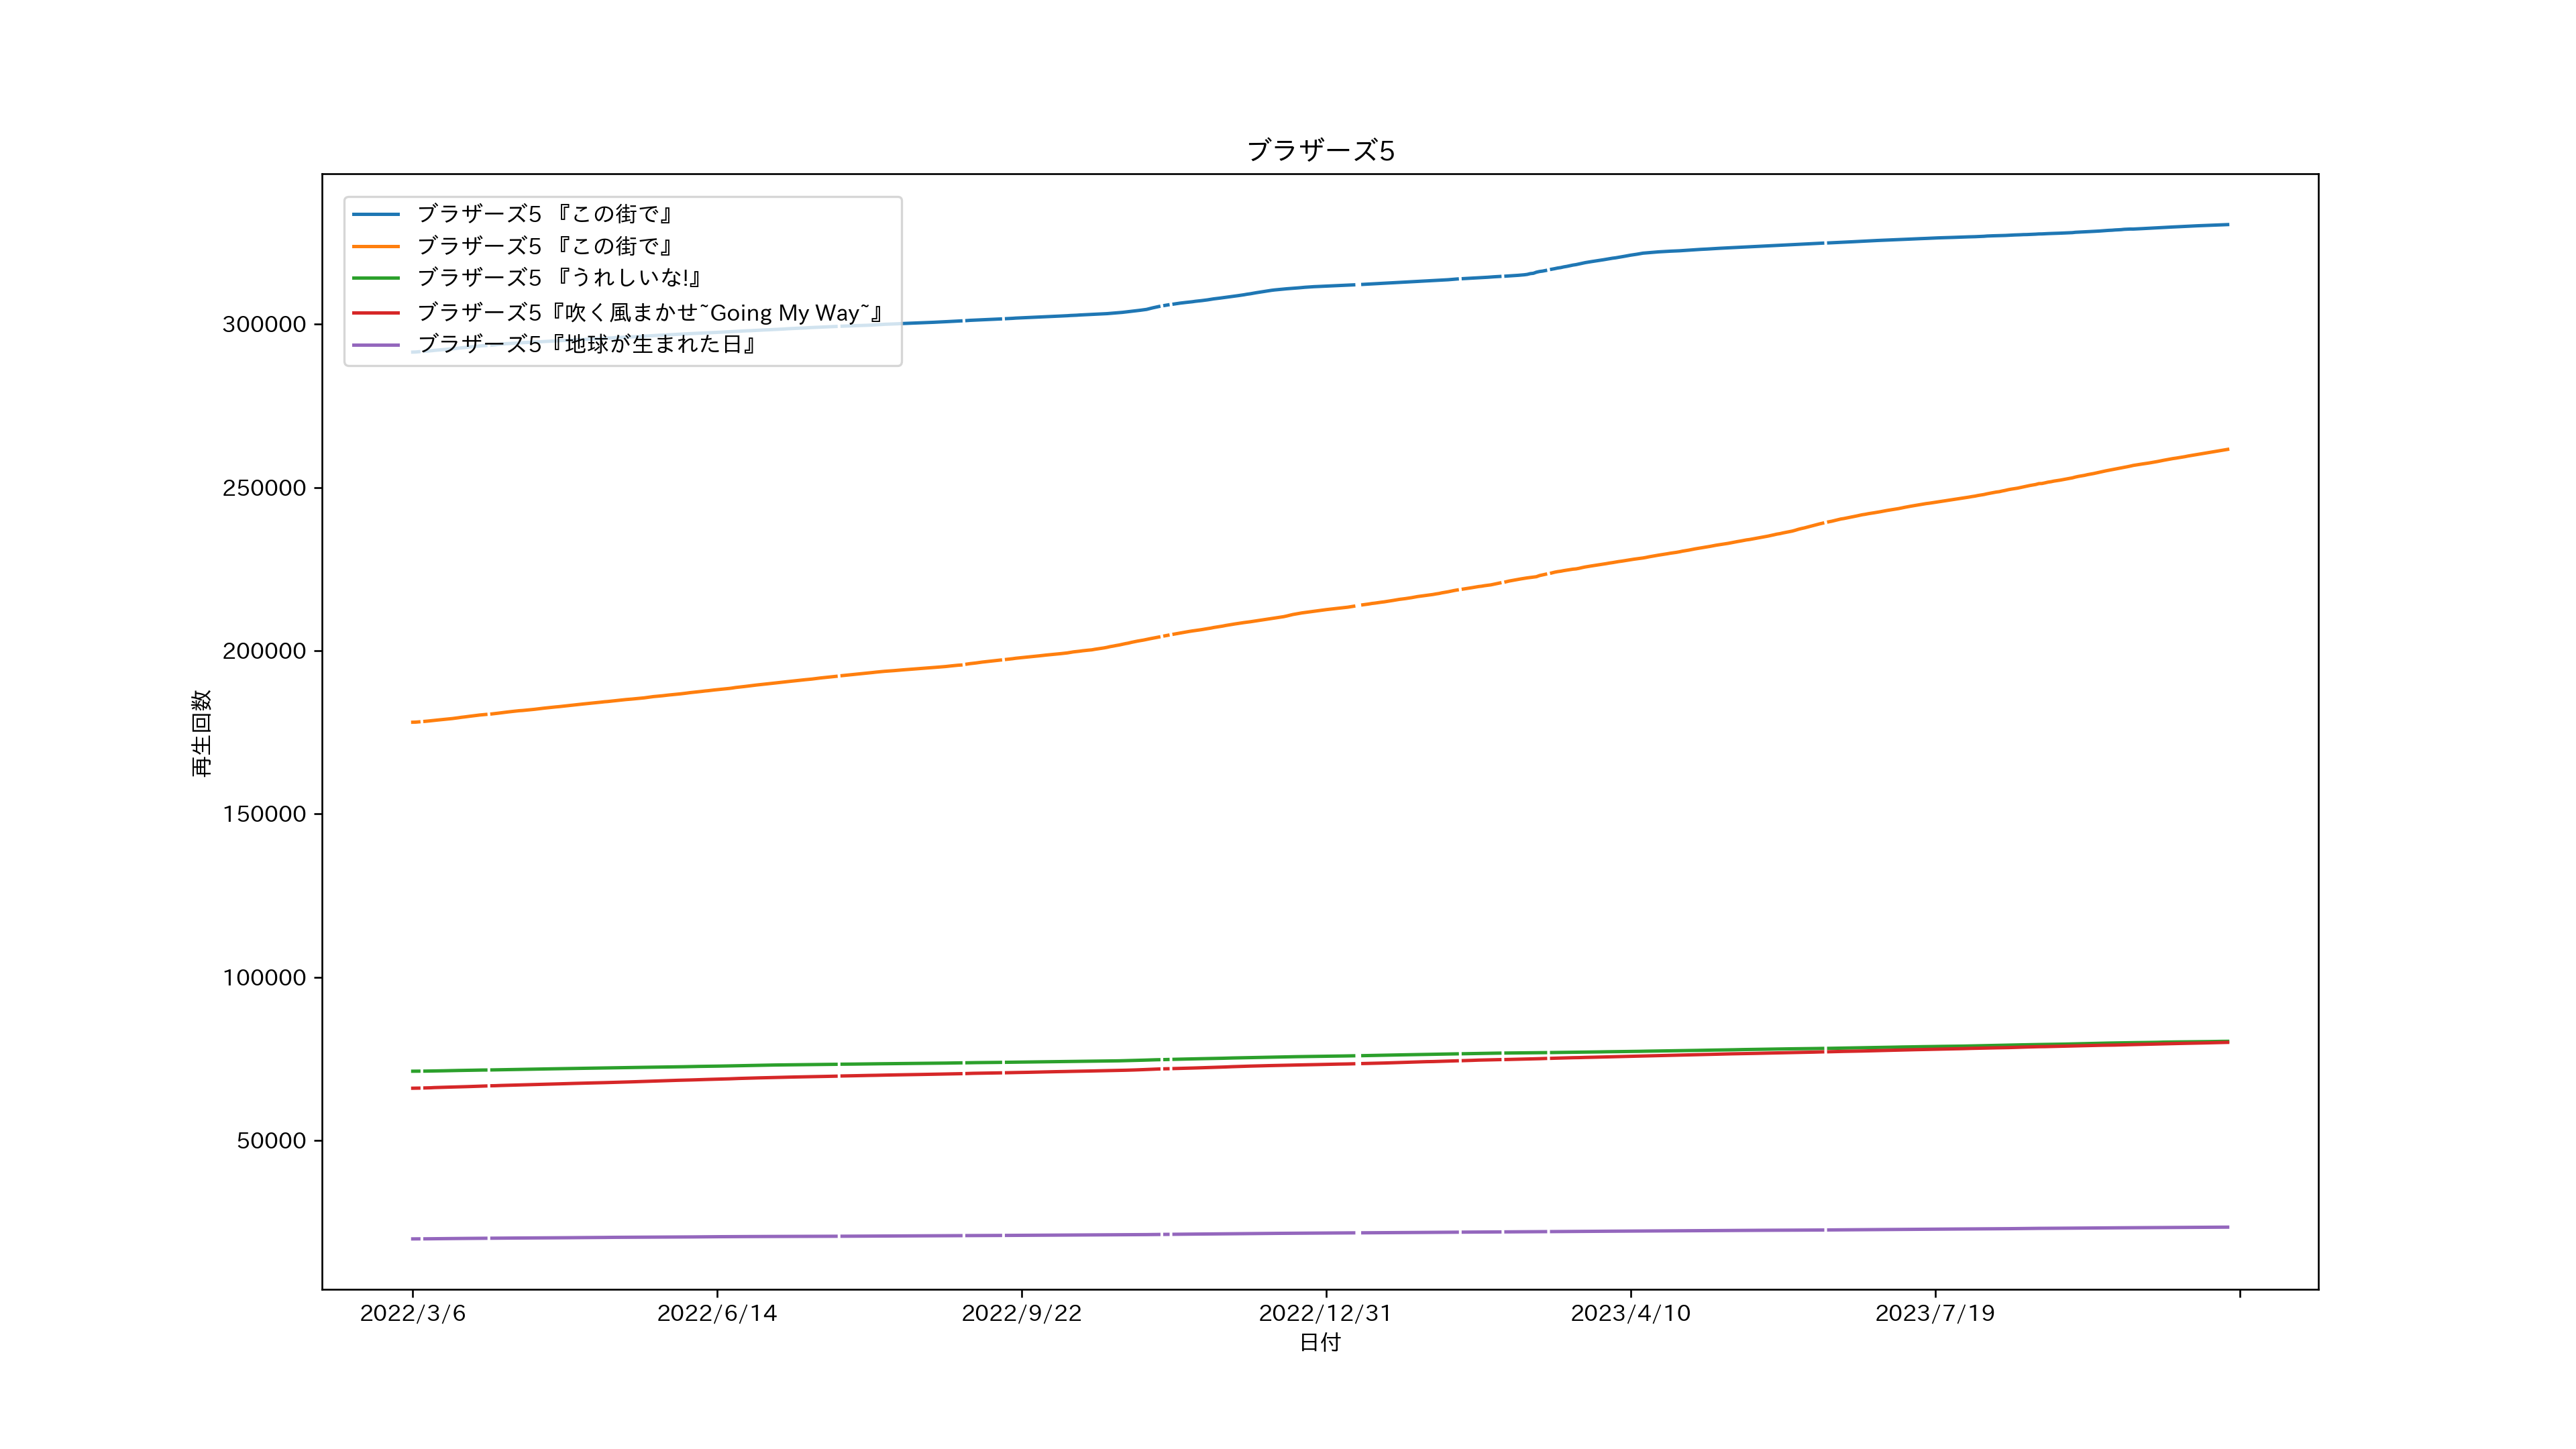 ブラザーズ5
ブラザーズ5 『この街で』
ブラザーズ5 『この街で』
ブラザーズ5 『うれしいな!』
ブラザーズ5『吹く風まかせ~Going My Way~』
ブラザーズ5『地球が生まれた日』
300000
250000
200000
150000
100000
50000
再生回数
2022/3/6 2022/6/14 2022/9/22 2022/12/31 2023/4/10 2023/7/19
日付